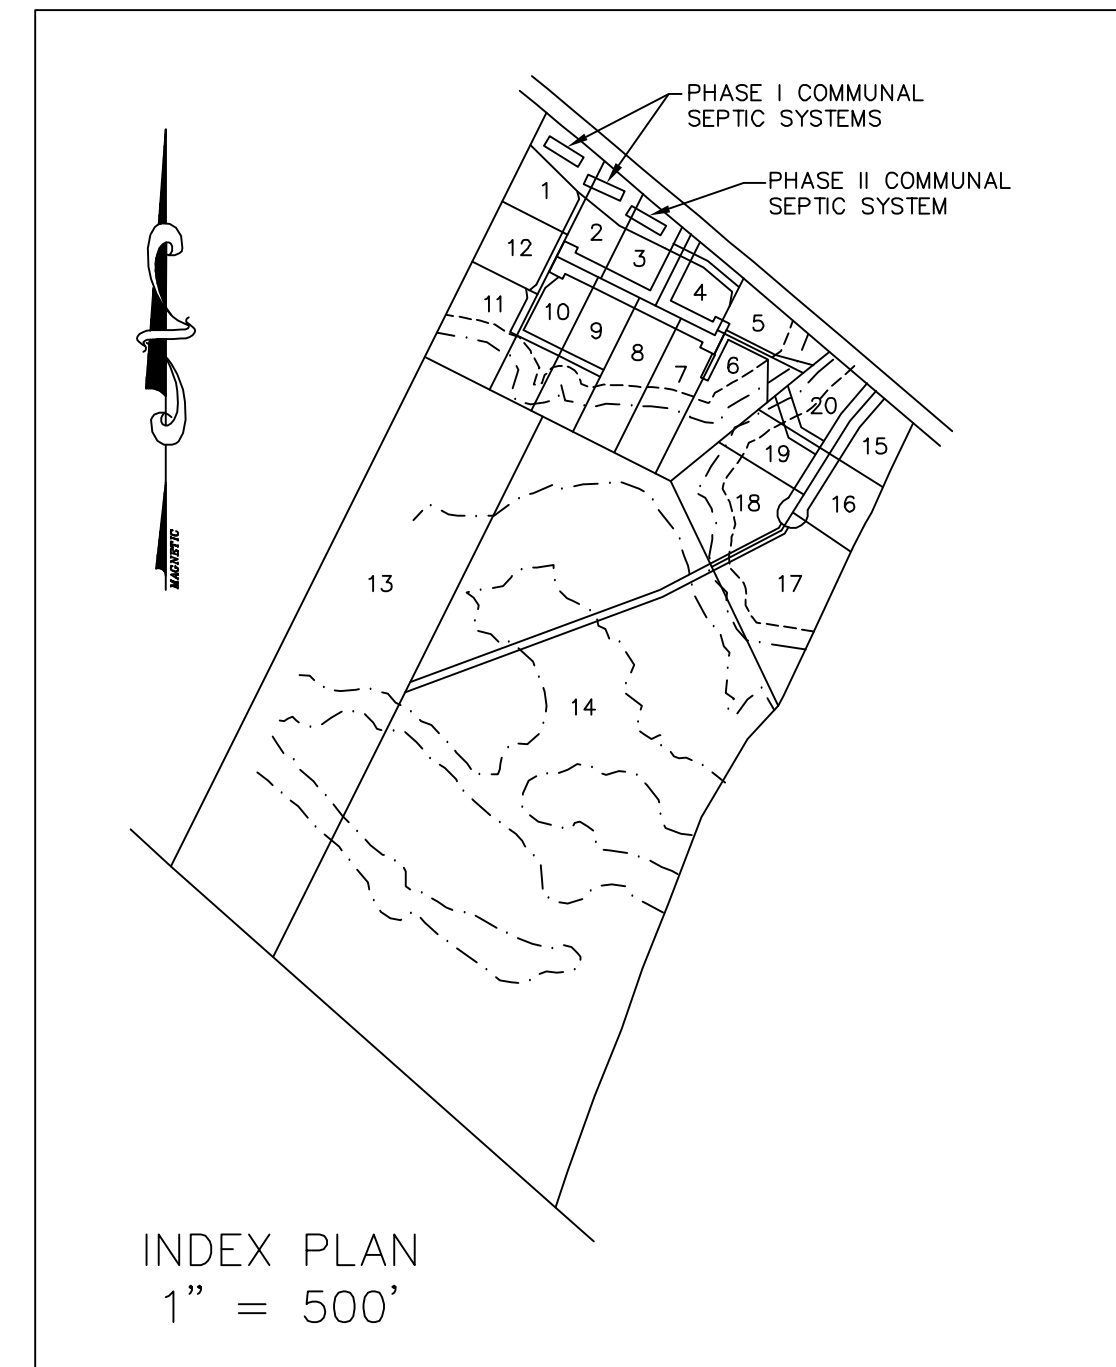 PHASE I COMMUNAL
SEPTIC SYSTEMS
PHASE II COMMUNAL
SEPTIC SYSTEM
1
2
12
3
4
11
10
9
5
8
7
6
20
15
19
18
16
13
17
14
MAGNETIC
INDEX PLAN
1” = 500’